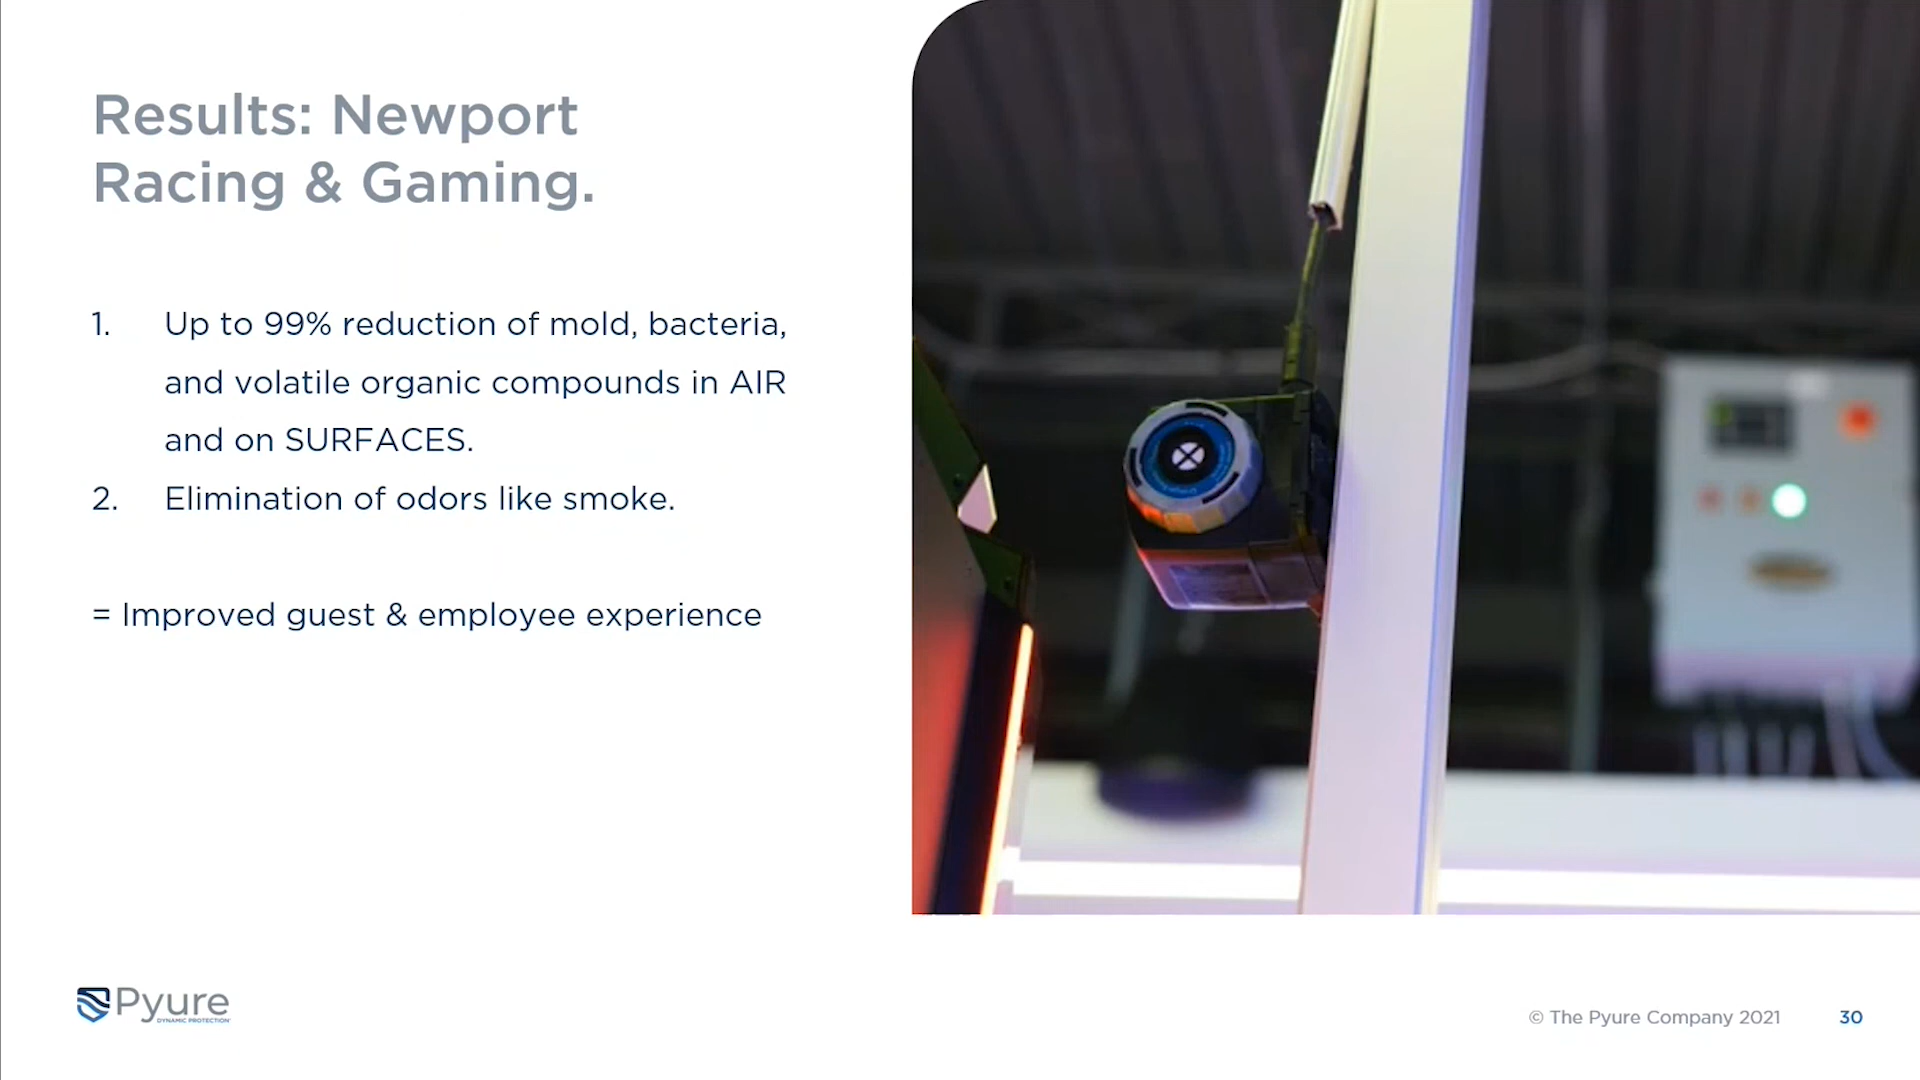 Results: Newport
Racing & Gaming.
1. Up to 99% reduction of mold, bacteria,
and volatile organic compounds in AIR
and on SURFACES.
2. Elimination of odors like smoke.
= Improved guest & employee experience
Pyure
DYNAMIC PROTECTION
© The Pyure Company 2021 30